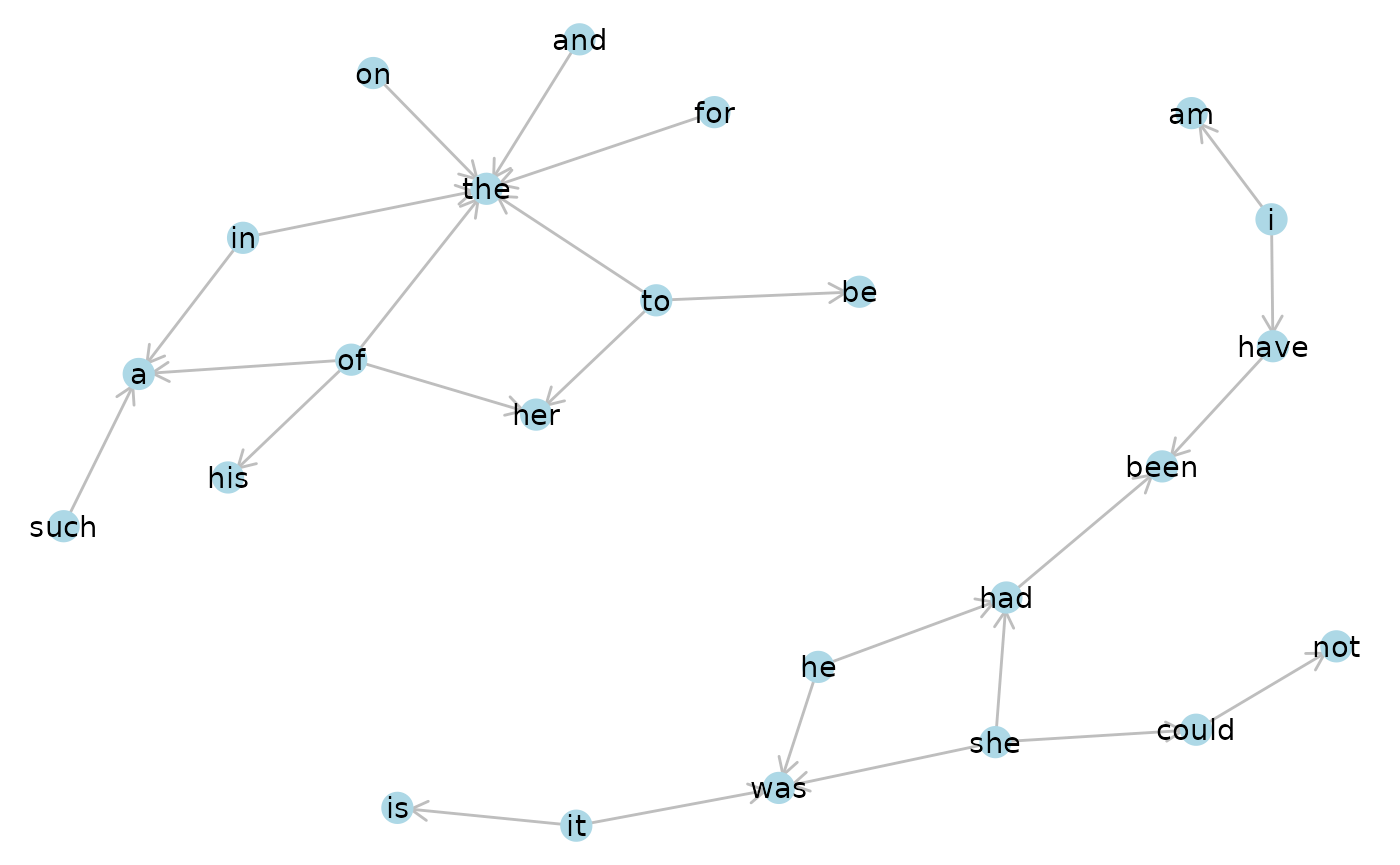 and
on
for
am
the
i
in
to
be
have
of
a
her
been
his
such
had
not
he
could
she
was
is
it